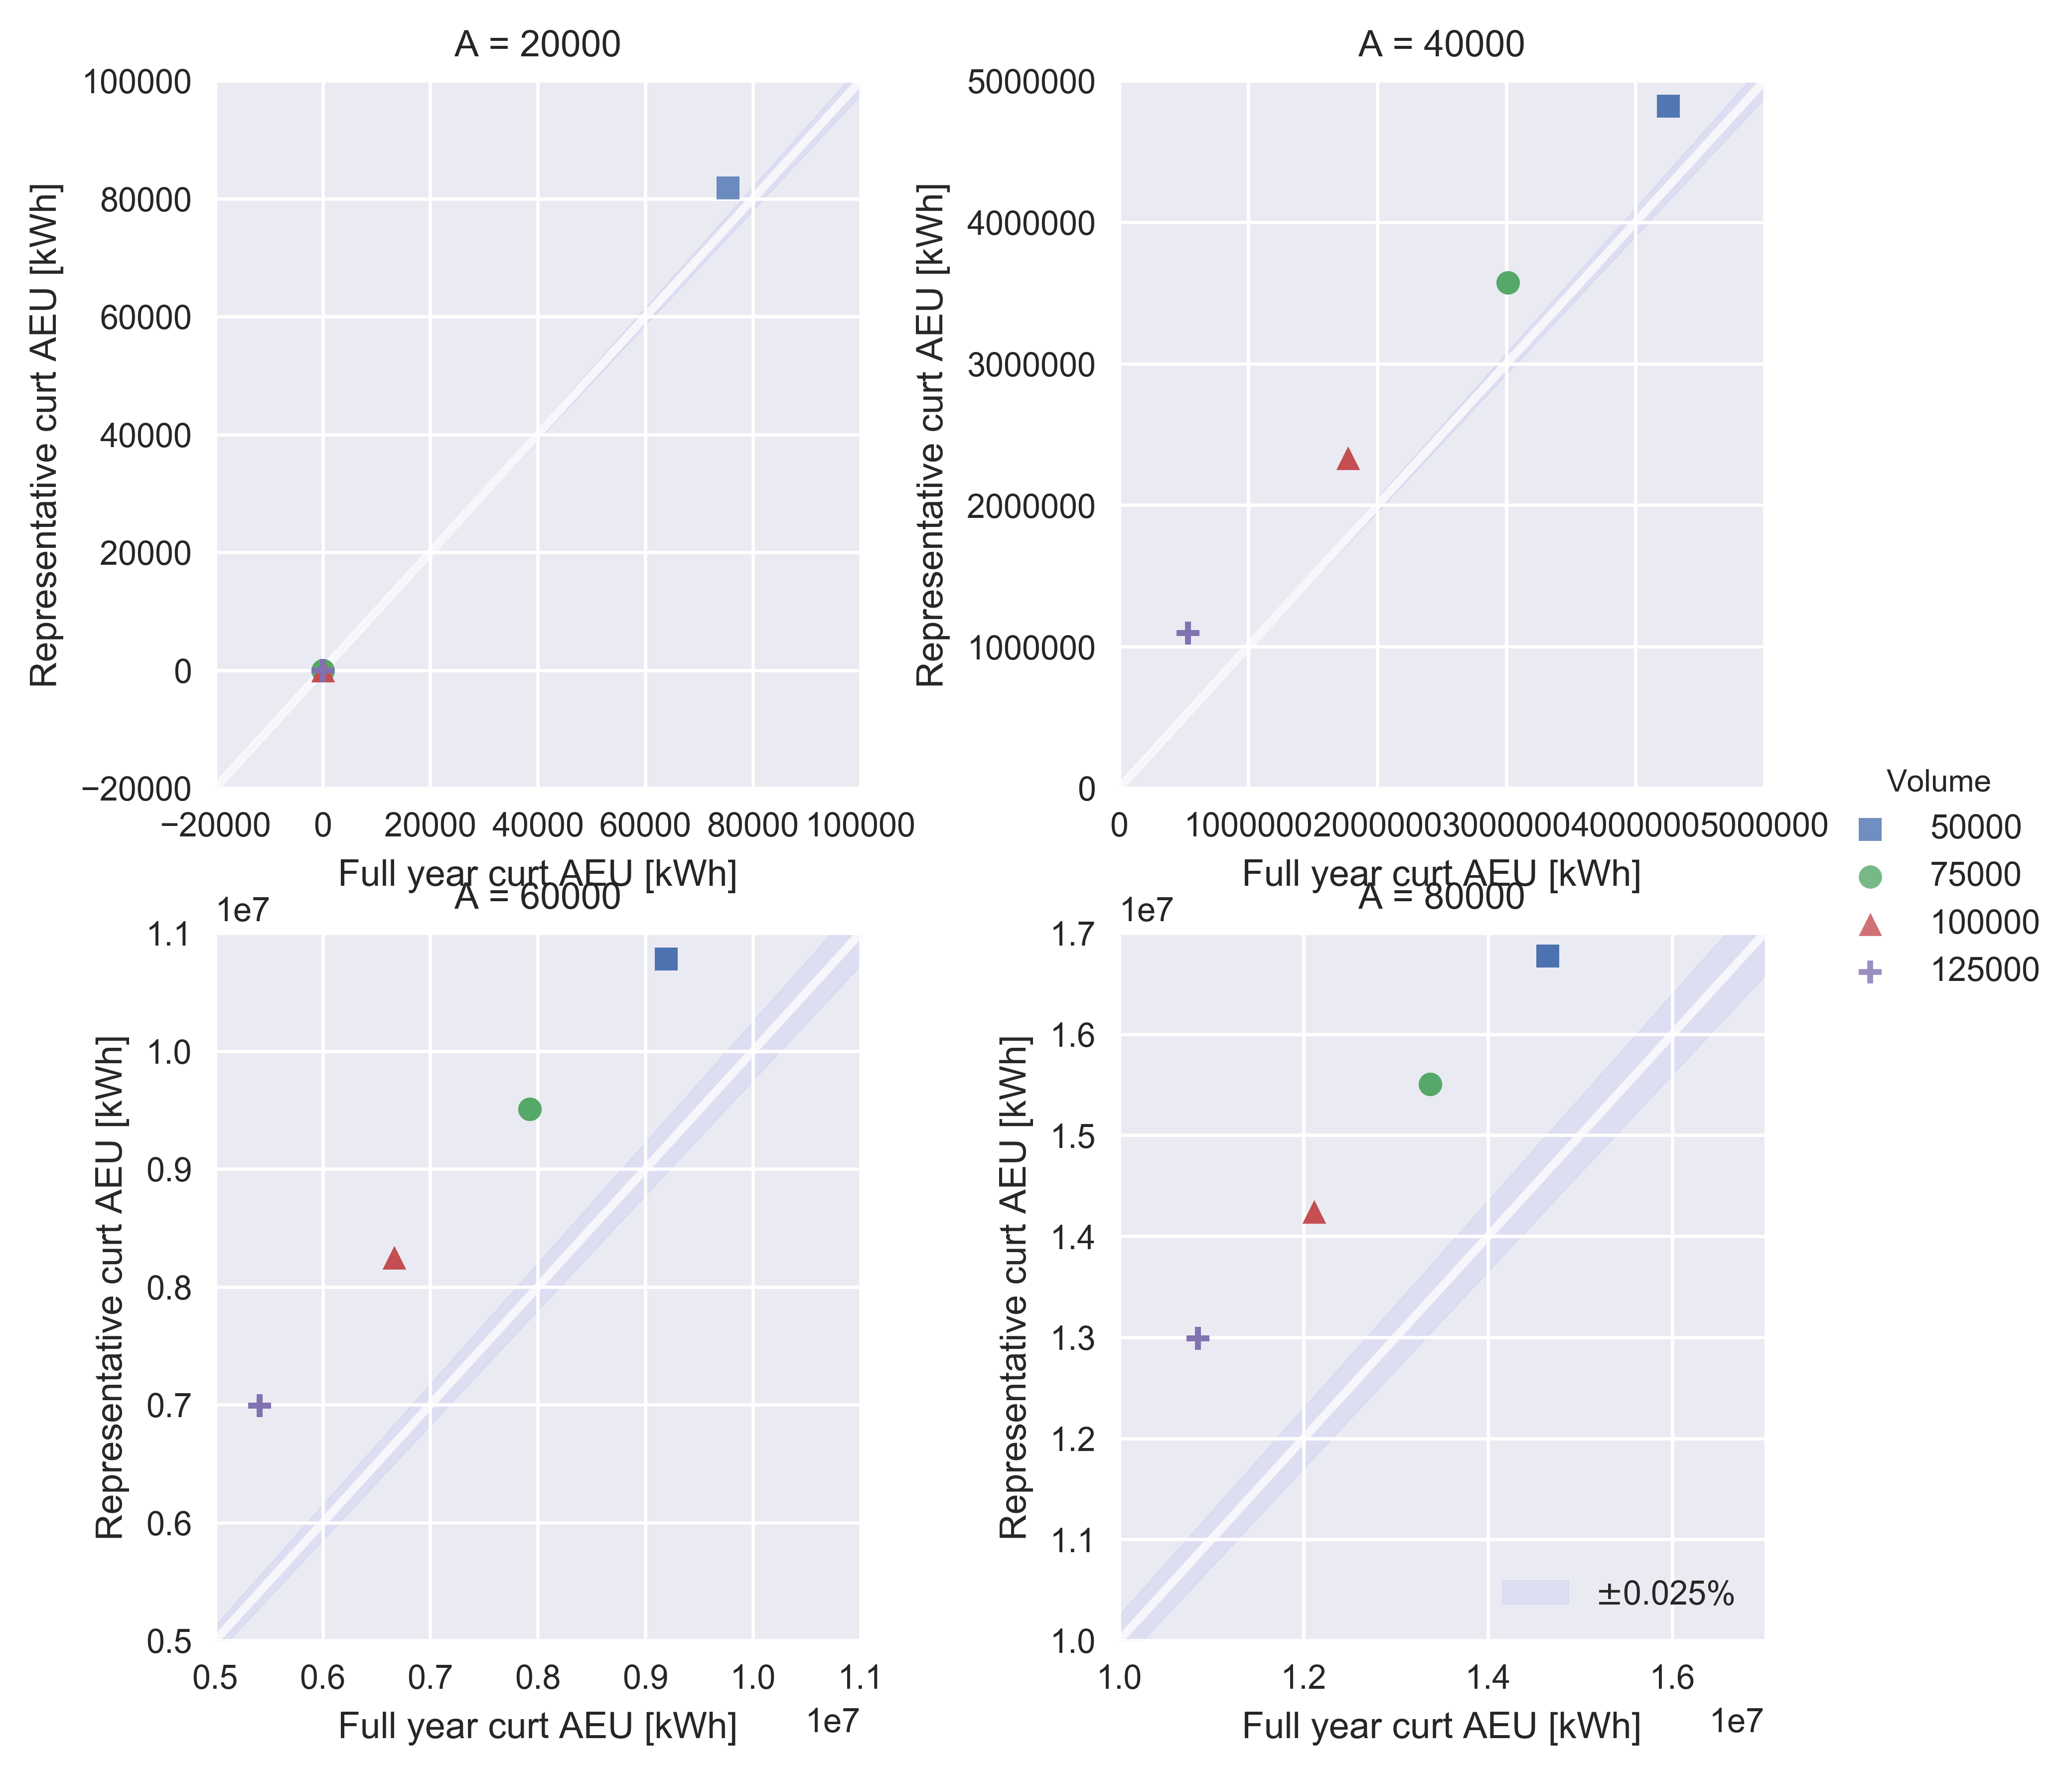 A = 20000
100000
80000
60000
40000
20000
0
−20000
−20000 0 20000 40000 60000 80000 100000
Representative curt AEU [kWh]
Full year curt AEU [kWh]
A = 40000
5000000
4000000
3000000
2000000
1000000
0
0 1000000 2000000 3000000 4000000 5000000
Representative curt AEU [kWh]
Full year curt AEU [kWh]
Volume
50000
75000
100000
125000
A = 60000
1e7
1.1
1.0
0.9
0.8
0.7
0.6
0.5
0.5 0.6 0.7 0.8 0.9 1.0 1.1
1e7
Representative curt AEU [kWh]
Full year curt AEU [kWh]
A = 80000
1e7
1.7
1.6
1.5
1.4
1.3
1.2
1.1
1.0
1.0 1.2 1.4 1.6
1e7
Representative curt AEU [kWh]
Full year curt AEU [kWh]
±0.025%